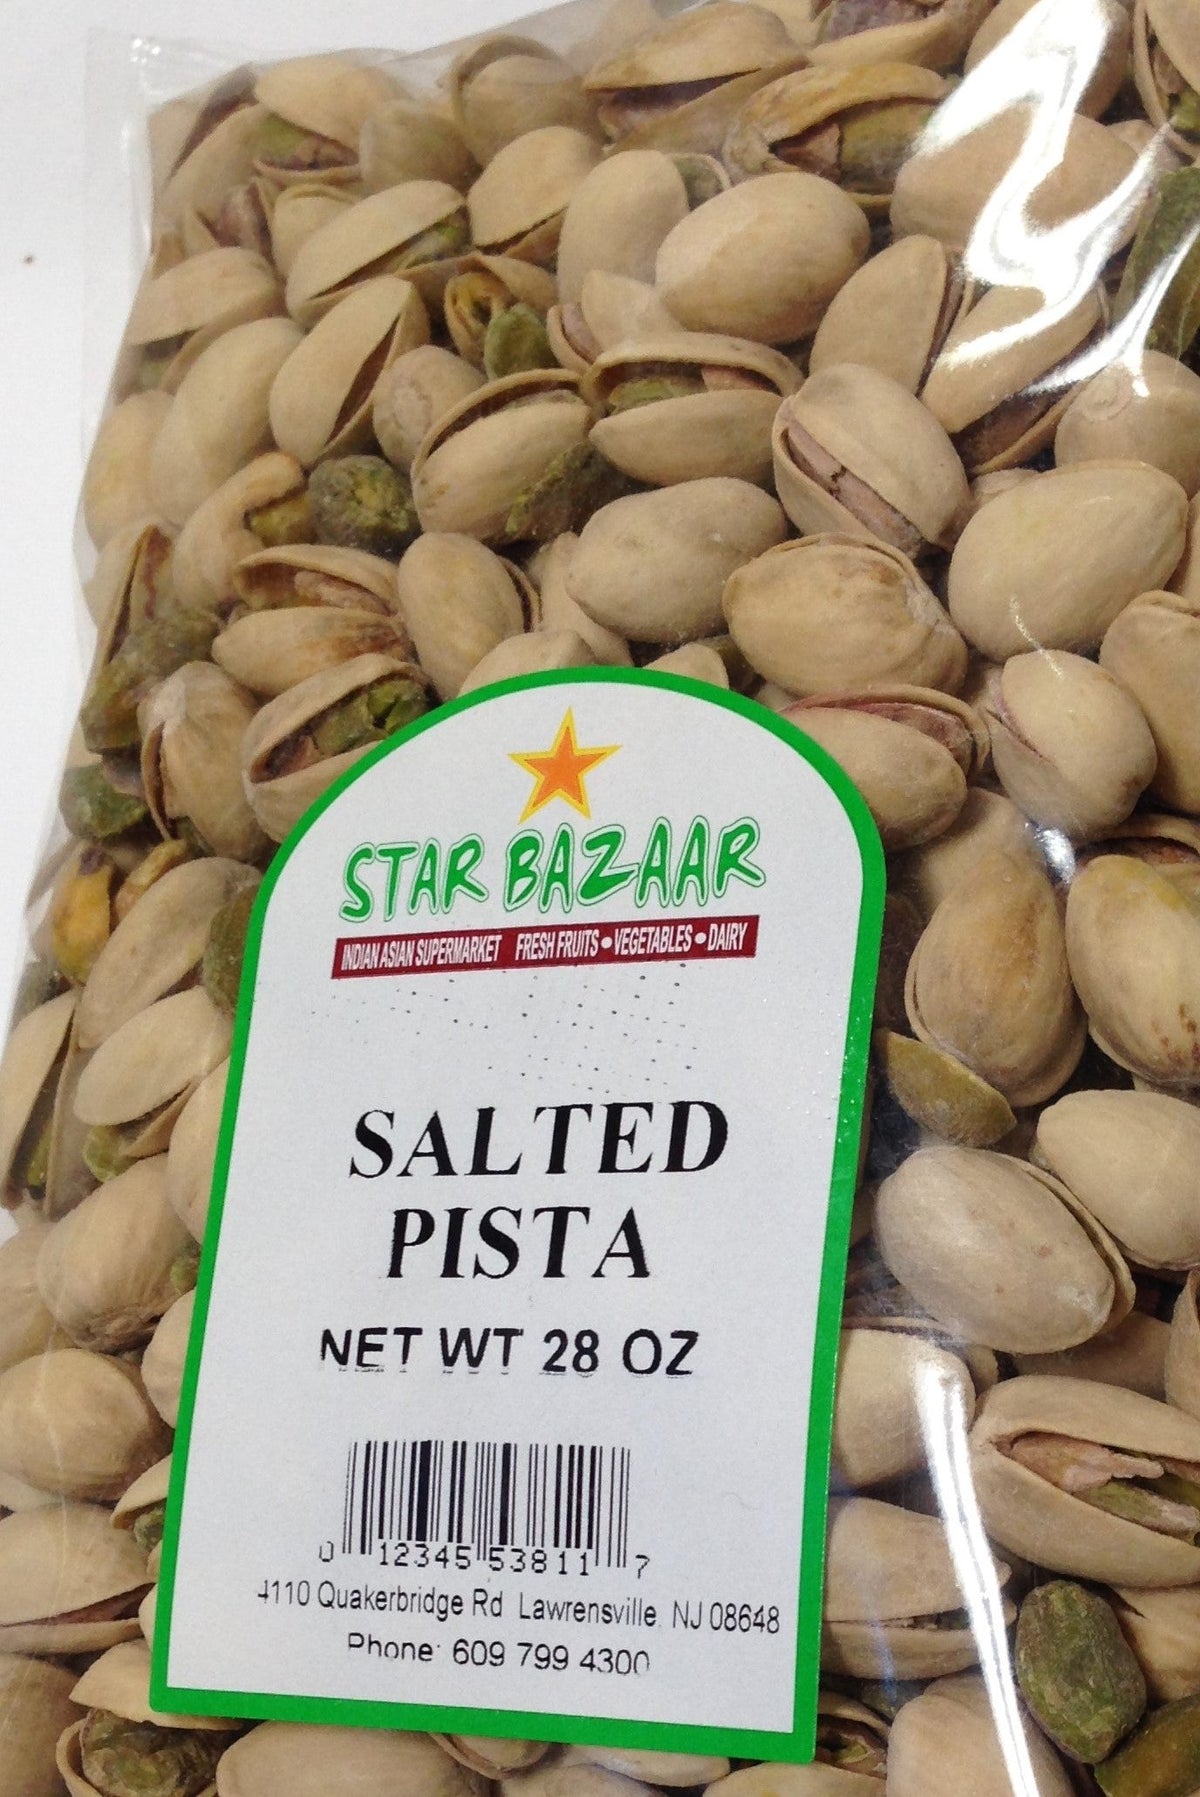 STAR BAZAAR
INDIAN ASIAN SUPERMARKET FRESH FRUITS • VEGETABLES • DAIRY
SALTED
PISTA
NET WT 28 OZ
0 12345 53811 7
4110 Quakerbridge Rd Lawrensville. NJ 08648
Phone: 609 799 4300